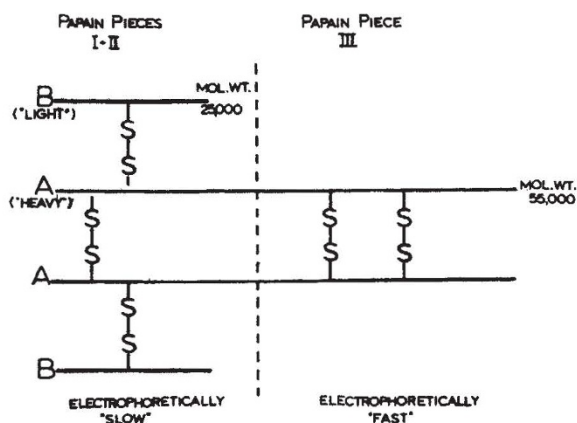 PAPAIN PIECES
I-II
PAPAIN PIECE
III
B
("LIGHT")
MOL. WT.
25,000
S
S
A
("HEAVY")
MOL. WT.
55,000
S
S
S
S
S
S
A
S
S
B
ELECTROPHORETICALLY
"SLOW"
ELECTROPHORETICALLY
"FAST"